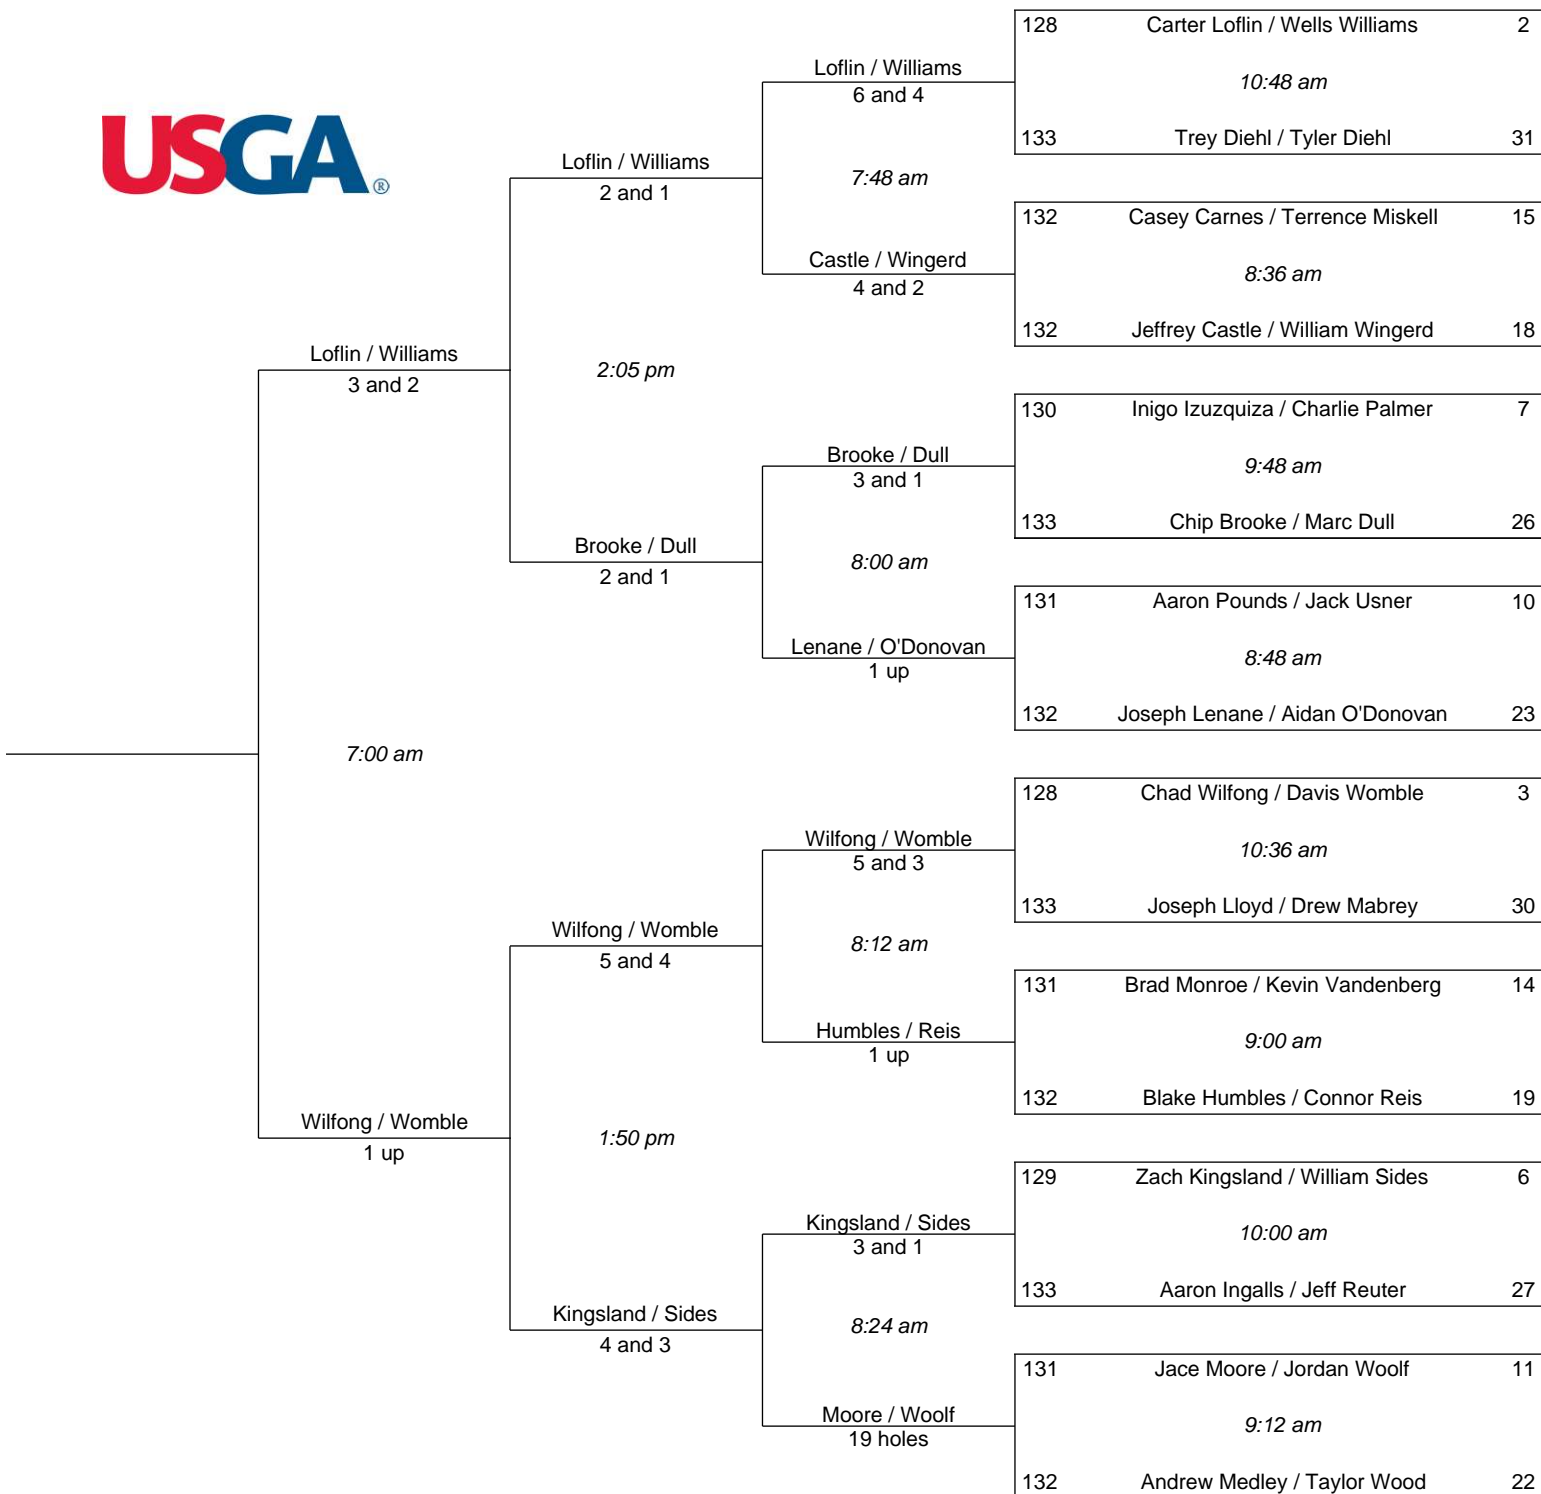 USGA®
128 Carter Loflin / Wells Williams 2
10:48 am
133 Trey Diehl / Tyler Diehl 31
132 Casey Carnes / Terrence Miskell 15
8:36 am
132 Jeffrey Castle / William Wingerd 18
130 Inigo Izuzquiza / Charlie Palmer 7
9:48 am
133 Chip Brooke / Marc Dull 26
131 Aaron Pounds / Jack Usner 10
8:48 am
132 Joseph Lenane / Aidan O'Donovan 23
128 Chad Wilfong / Davis Womble 3
10:36 am
133 Joseph Lloyd / Drew Mabrey 30
131 Brad Monroe / Kevin Vandenberg 14
9:00 am
132 Blake Humbles / Connor Reis 19
129 Zach Kingsland / William Sides 6
10:00 am
133 Aaron Ingalls / Jeff Reuter 27
131 Jace Moore / Jordan Woolf 11
9:12 am
132 Andrew Medley / Taylor Wood 22
Loflin / Williams
6 and 4
7:48 am
Castle / Wingerd
4 and 2
Brooke / Dull
3 and 1
8:00 am
Lenane / O'Donovan
1 up
Wilfong / Womble
5 and 3
8:12 am
Humbles / Reis
1 up
Kingsland / Sides
3 and 1
8:24 am
Moore / Woolf
19 holes
Loflin / Williams
2 and 1
2:05 pm
Brooke / Dull
2 and 1
Wilfong / Womble
5 and 4
1:50 pm
Kingsland / Sides
4 and 3
Loflin / Williams
3 and 2
7:00 am
Wilfong / Womble
1 up